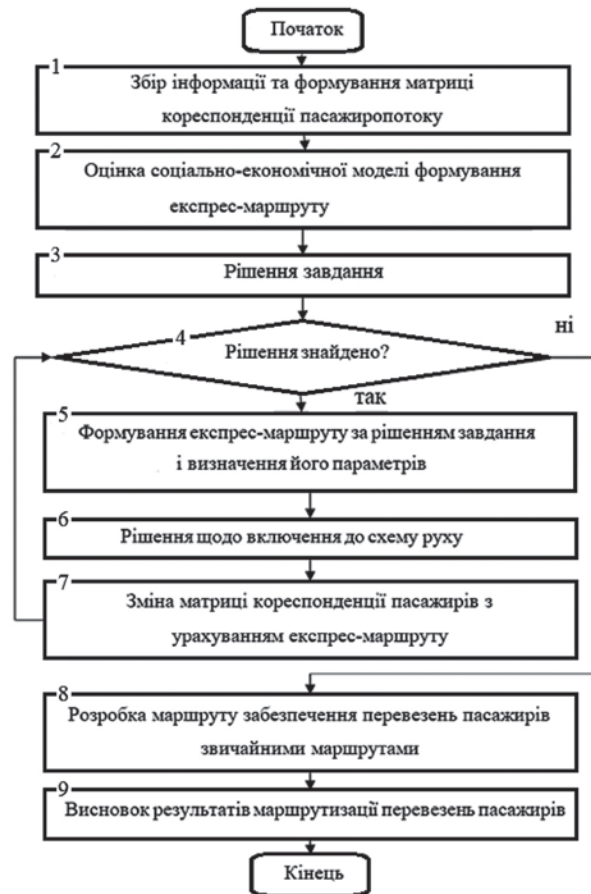 Початок
1
Збір інформації та формування матриці
кореспонденції пасажиропотоку
2
Оцінка соціально-економічної моделі формування
експрес-маршруту
3
Рішення завдання
ні
4
Рішення знайдено?
так
5
Формування експрес-маршруту за рішенням завдання
і визначення його параметрів
6
Рішення щодо включення до схему руху
7
Зміна матриці кореспонденції пасажирів з
урахуванням експрес-маршруту
8
Розробка маршруту забезпечення перевезень пасажирів
звичайними маршрутами
9
Висновок результатів маршрутизації перевезень пасажирів
Кінець